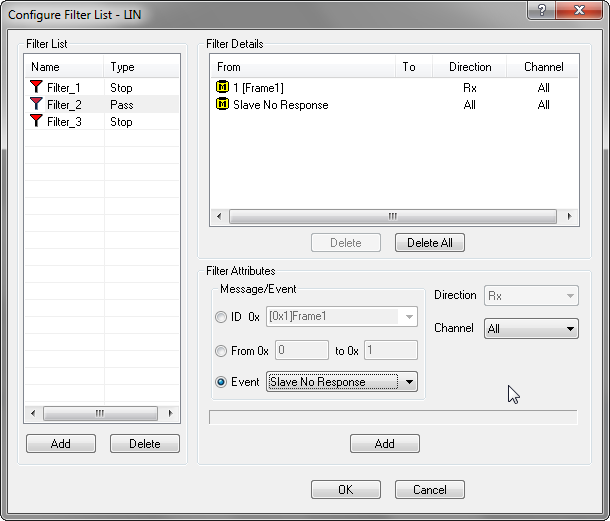 Configure Filter List - LIN
Filter List
Name Type
Filter_1 Stop
Filter_2 Pass
Filter_3 Stop
Add Delete
Filter Details
From To Direction Channel
1 [Frame1] Rx All
Slave No Response All All
Delete Delete All
Filter Attributes
Message/Event
ID 0x [0x1]Frame1
From 0x 0 to 0x 1
Event Slave No Response
Direction Rx
Channel All
Add
OK Cancel